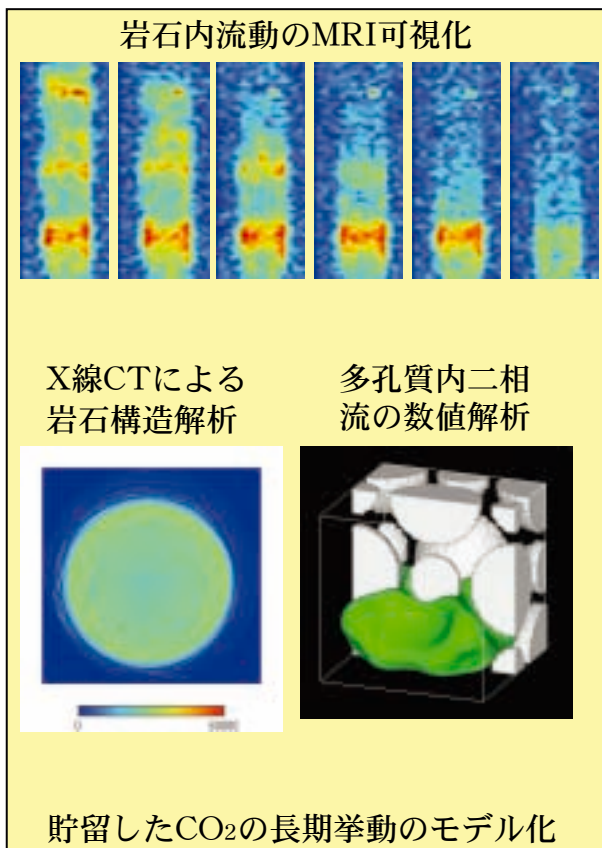 岩石内流動のMRI可視化
X線CTによる
岩石構造解析
多孔質内二相
流の数値解析
0
貯留したCO₂の長期挙動のモデル化